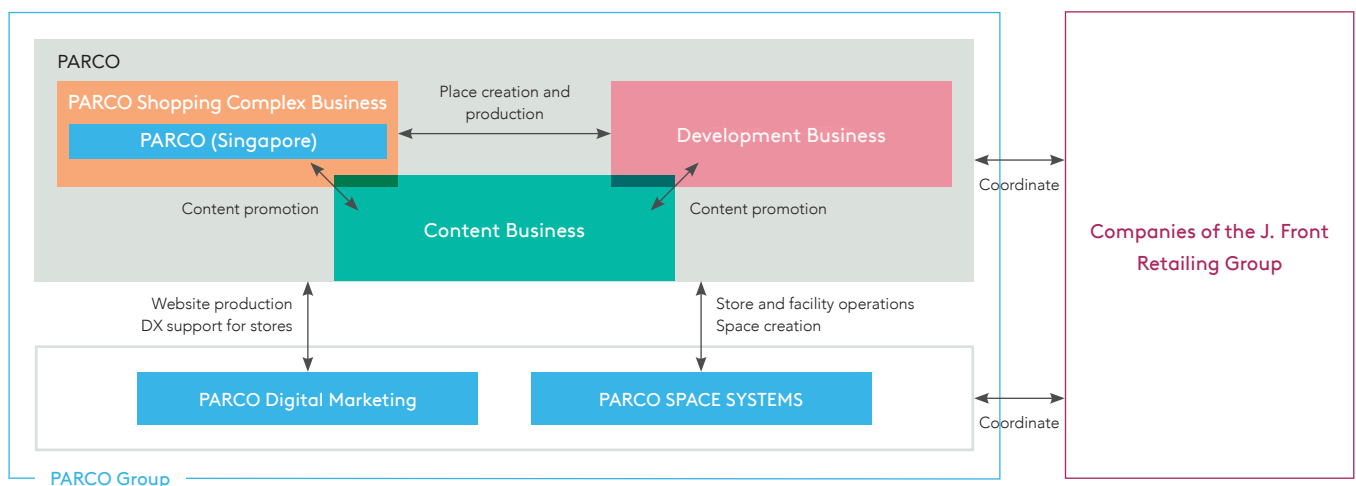 PARCO
PARCO Shopping Complex Business
PARCO (Singapore)
Place creation and
production
Development Business
Content promotion
Content Business
Content promotion
Coordinate
Companies of the J. Front
Retailing Group
Website production
DX support for stores
Store and facility operations
Space creation
PARCO Digital Marketing
PARCO SPACE SYSTEMS
Coordinate
PARCO Group